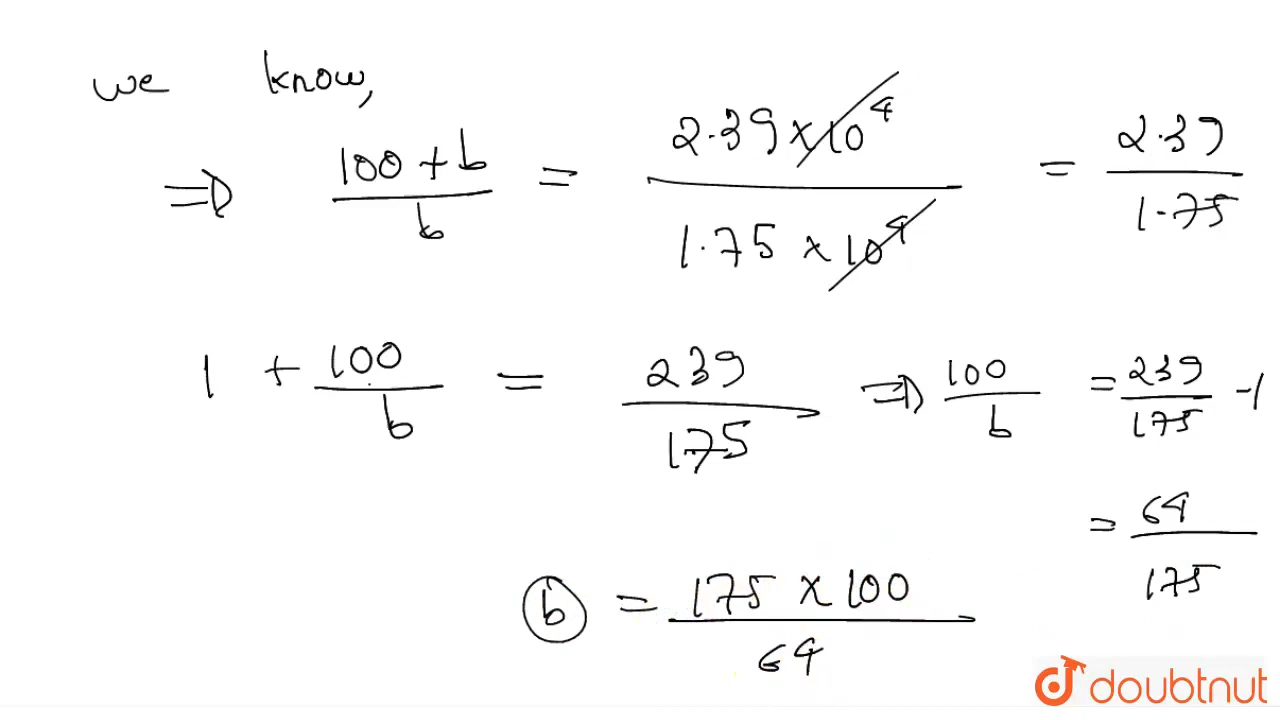 we know,
⇒ (100 + b)/b = (2.39 × 10⁴)/(1.75 × 10⁴) = 2.39/1.75
1 + 100/b = 239/175 ⇒ 100/b = 239/175 - 1
= 64/175
b = (175 × 100)/64
doubtnut